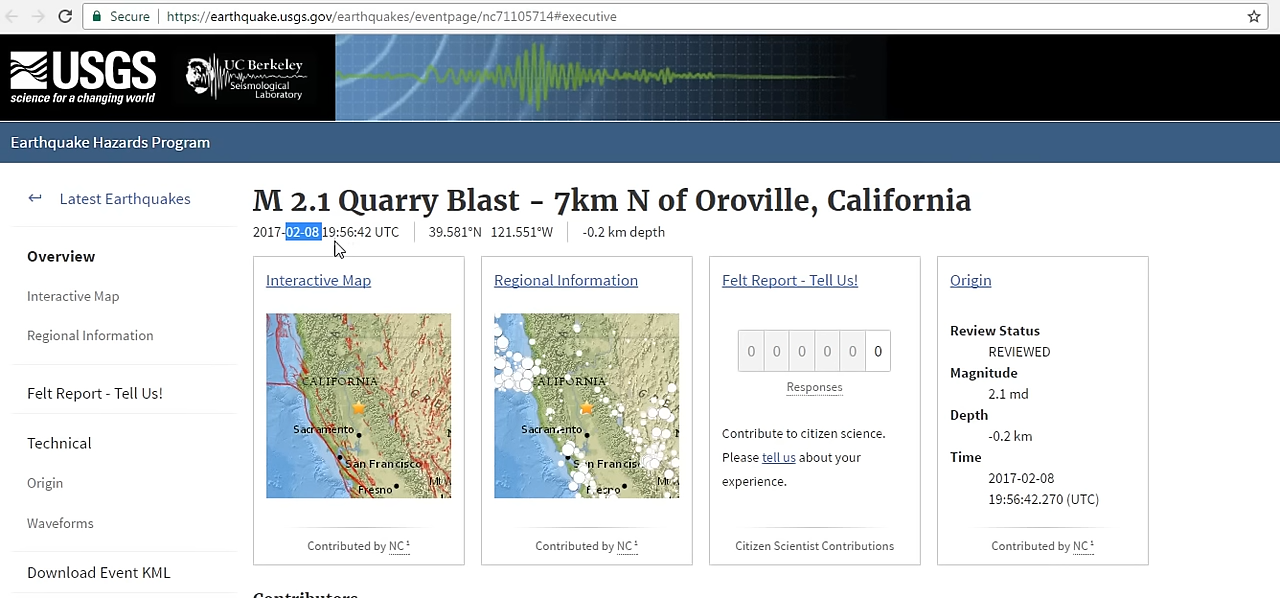 Secure
https://earthquake.usgs.gov/earthquakes/eventpage/nc71105714#executive
USGS
science for a changing world
UC Berkeley
Seismological
Laboratory
Earthquake Hazards Program
Latest Earthquakes
Overview
Interactive Map
Regional Information
Felt Report - Tell Us!
Technical
Origin
Waveforms
Download Event KML
M 2.1 Quarry Blast - 7km N of Oroville, California
2017-02-08 19:56:42 UTC 39.581°N 121.551°W -0.2 km depth
Interactive Map
CALIFORNIA
Sacramento
San Francisco
Fresno
Contributed by NC 1
Regional Information
CALIFORNIA
Sacramento
Contributed by NC 1
Felt Report - Tell Us!
0 0 0 0 0 0
Responses
Contribute to citizen science.
Please tell us about your
experience.
Citizen Scientist Contributions
Origin
Review Status
REVIEWED
Magnitude
2.1 md
Depth
-0.2 km
Time
2017-02-08
19:56:42.270 (UTC)
Contributed by NC 1
Contributors